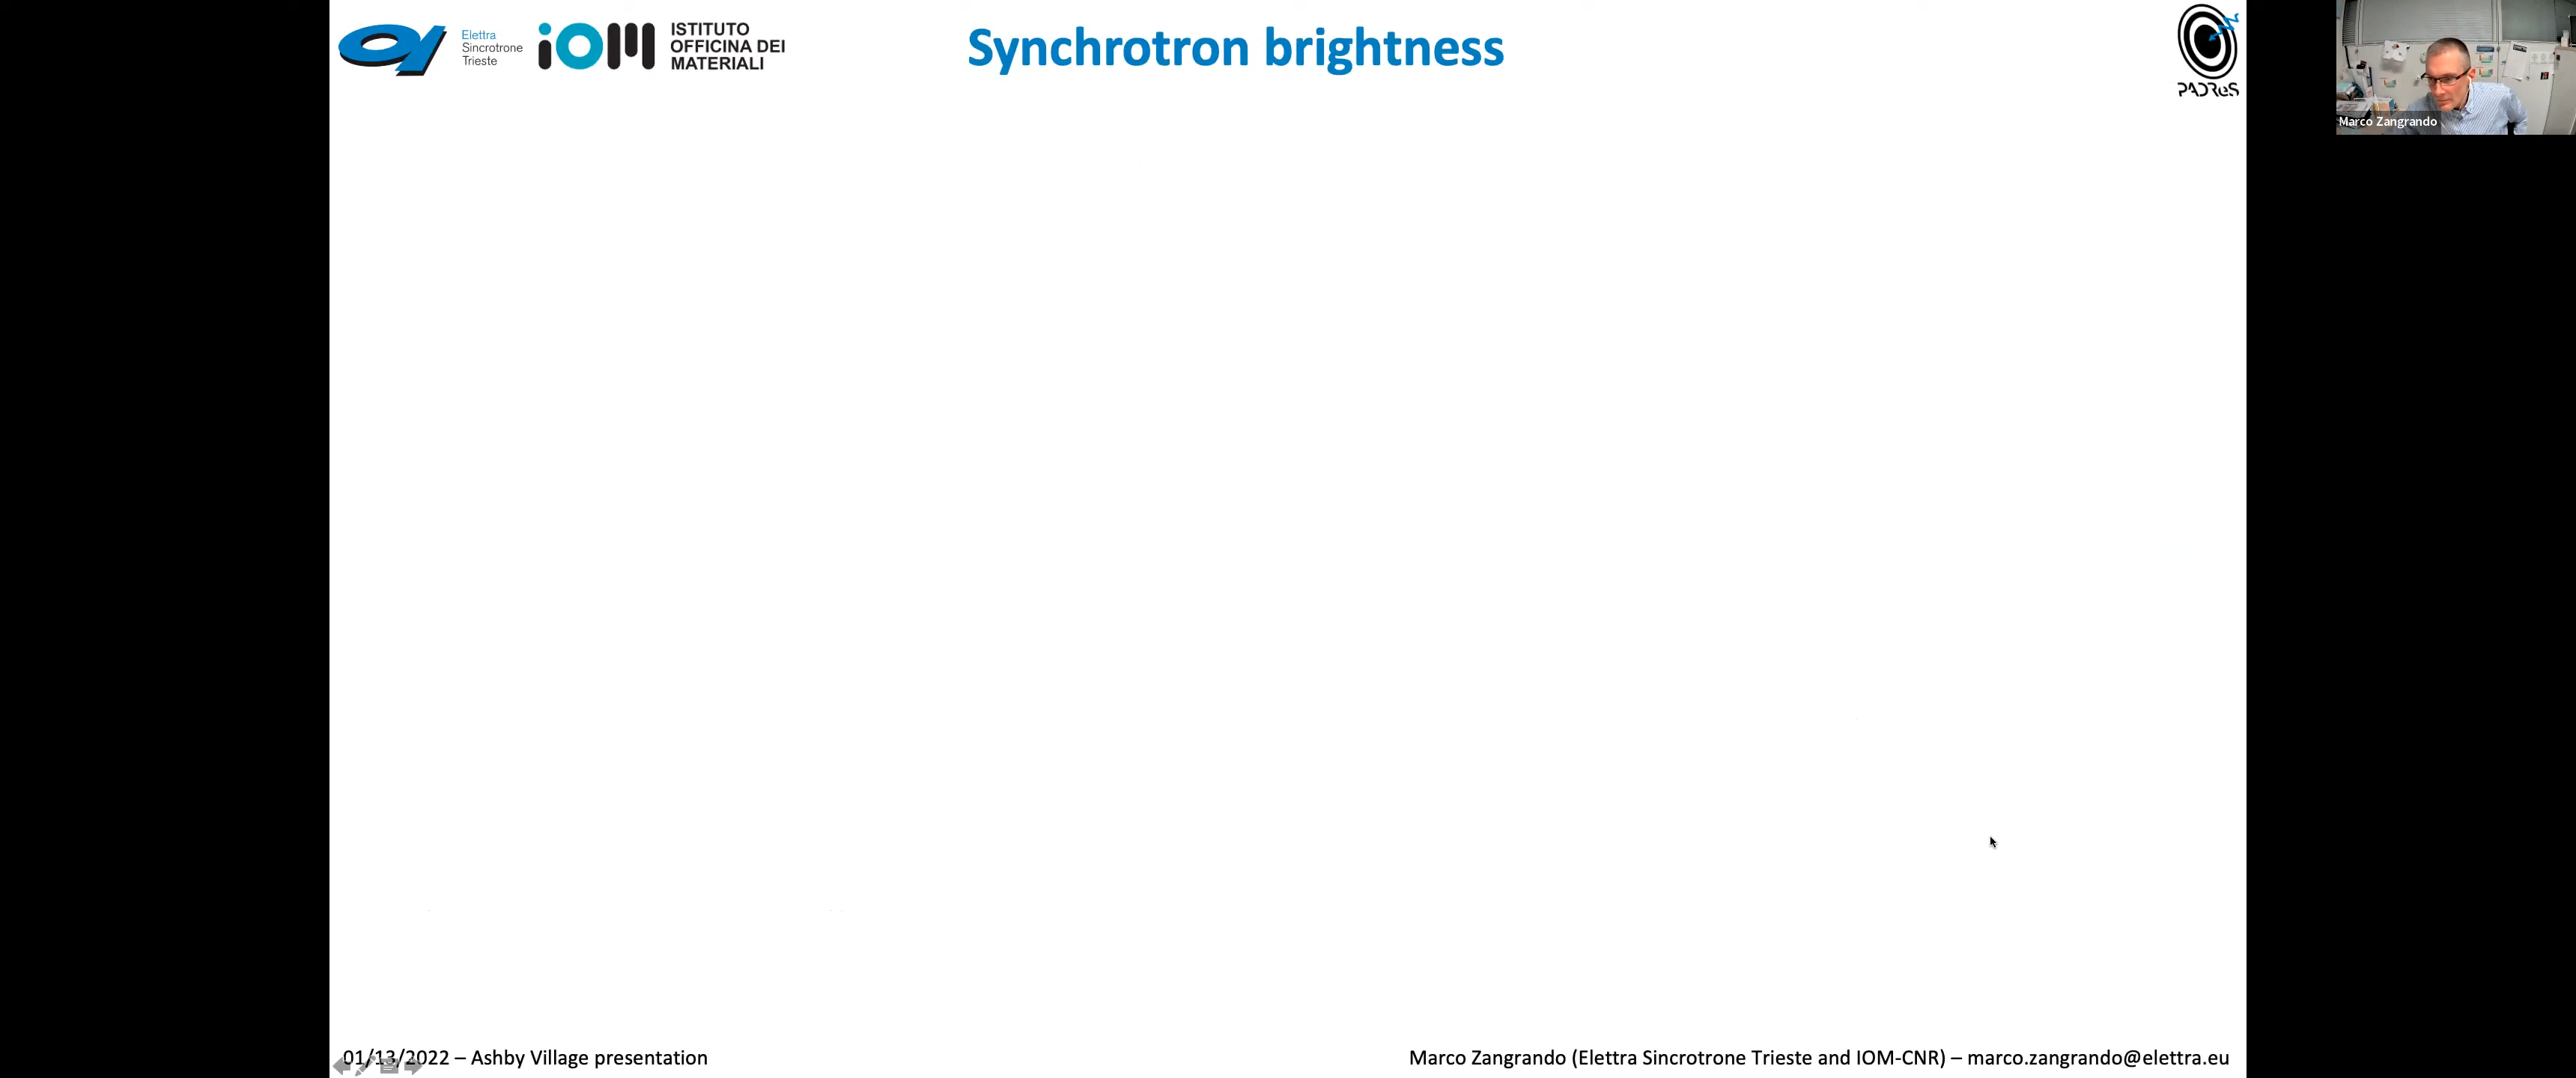 Elettra
Sincrotrone
Trieste
iOM
ISTITUTO
OFFICINA DEI
MATERIALI
Synchrotron brightness
PADReS
Marco Zangrando
01/13/2022 – Ashby Village presentation
Marco Zangrando (Elettra Sincrotrone Trieste and IOM-CNR) – marco.zangrando@elettra.eu